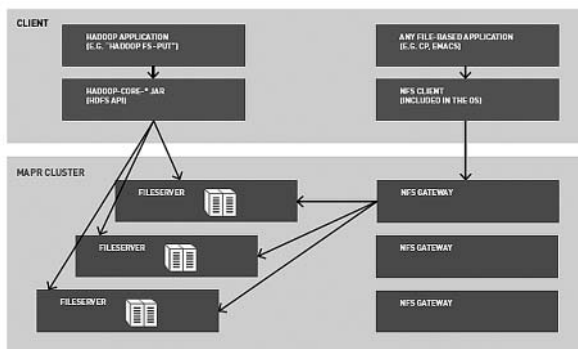 CLIENT
HADOOP APPLICATION
(E.G. "HADOOP FS -PUT")
ANY FILE-BASED APPLICATION
(E.G. CP, EMACS)
HADOOP-CORE-* JAR
(HDFS API)
NFS CLIENT
(INCLUDED IN THE OS)
MAPR CLUSTER
FILESERVER
NFS GATEWAY
FILESERVER
NFS GATEWAY
FILESERVER
NFS GATEWAY